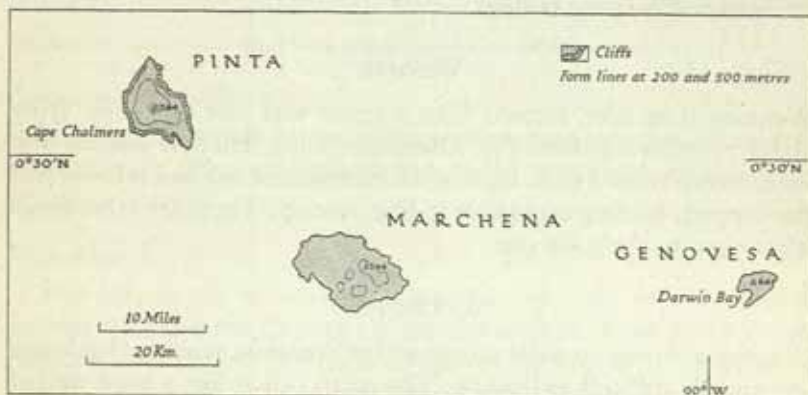 PINTA
Cliffs
Form lines at 200 and 500 metres
Cape Chalmers
0°30'N
0°30'N
MARCHENA
GENOVESA
Darwin Bay
10 Miles
20 Km.
90° W